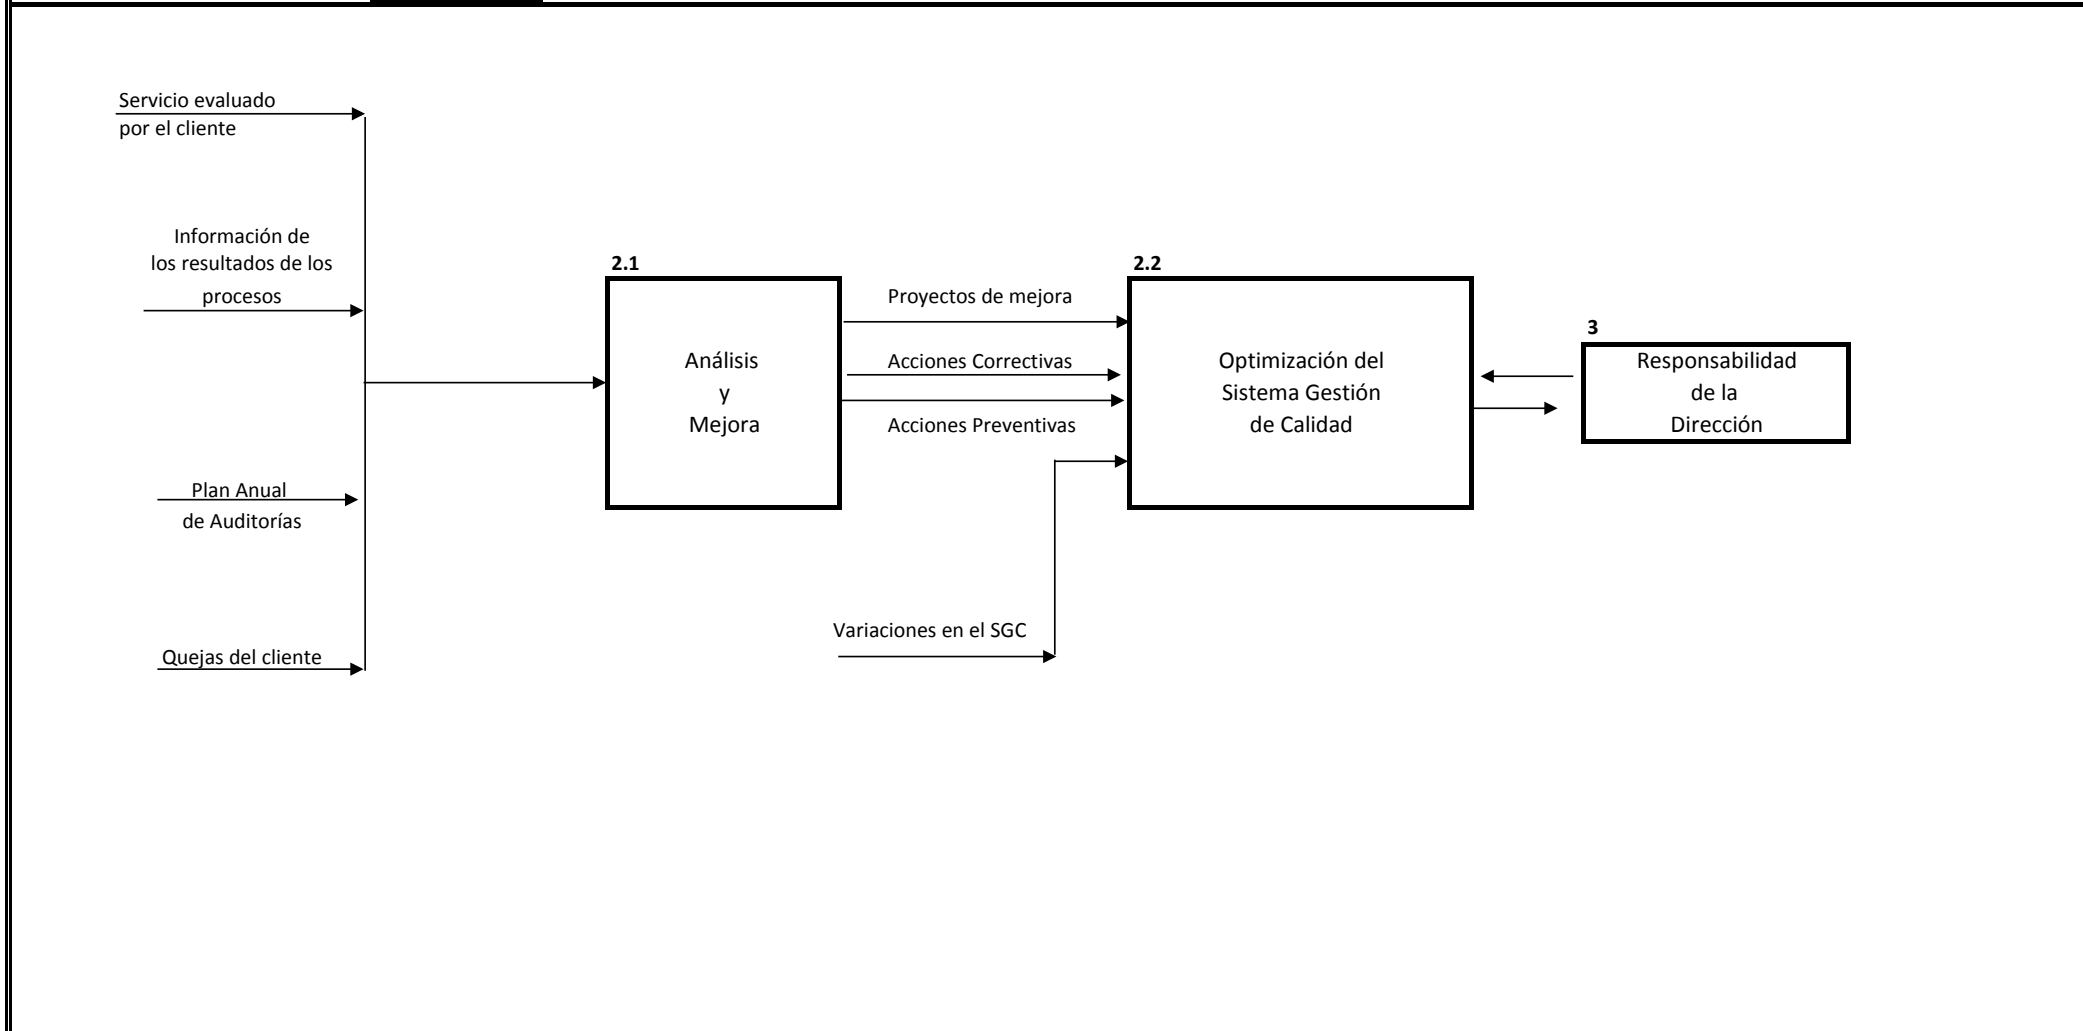 Servicio evaluado
por el cliente
Información de
los resultados de los
procesos
Plan Anual
de Auditorías
Quejas del cliente
2.1
Análisis
y
Mejora
Proyectos de mejora
Acciones Correctivas
Acciones Preventivas
Variaciones en el SGC
2.2
Optimización del
Sistema Gestión
de Calidad
3
Responsabilidad
de la
Dirección